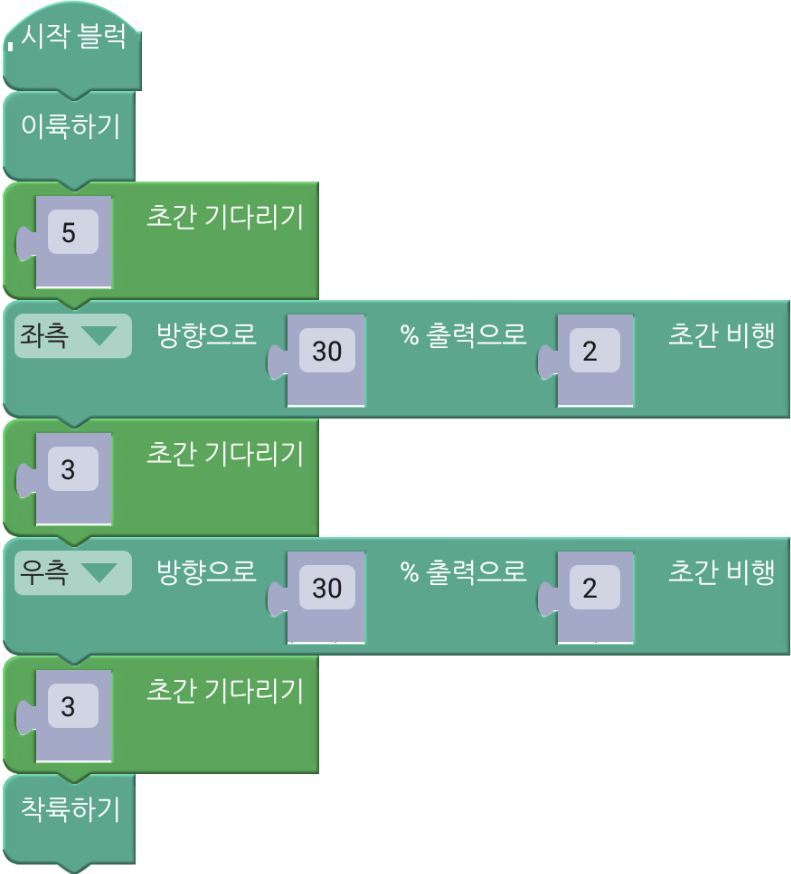 시작 블럭
이륙하기
5 초간 기다리기
좌측 방향으로 30 % 출력으로 2 초간 비행
3 초간 기다리기
우측 방향으로 30 % 출력으로 2 초간 비행
3 초간 기다리기
착륙하기